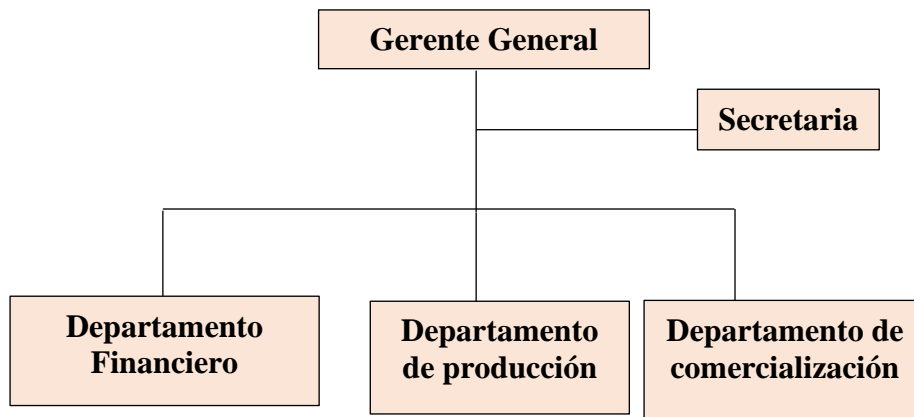 Gerente General
Secretaria
Departamento
Financiero
Departamento
de producción
Departamento de
comercialización